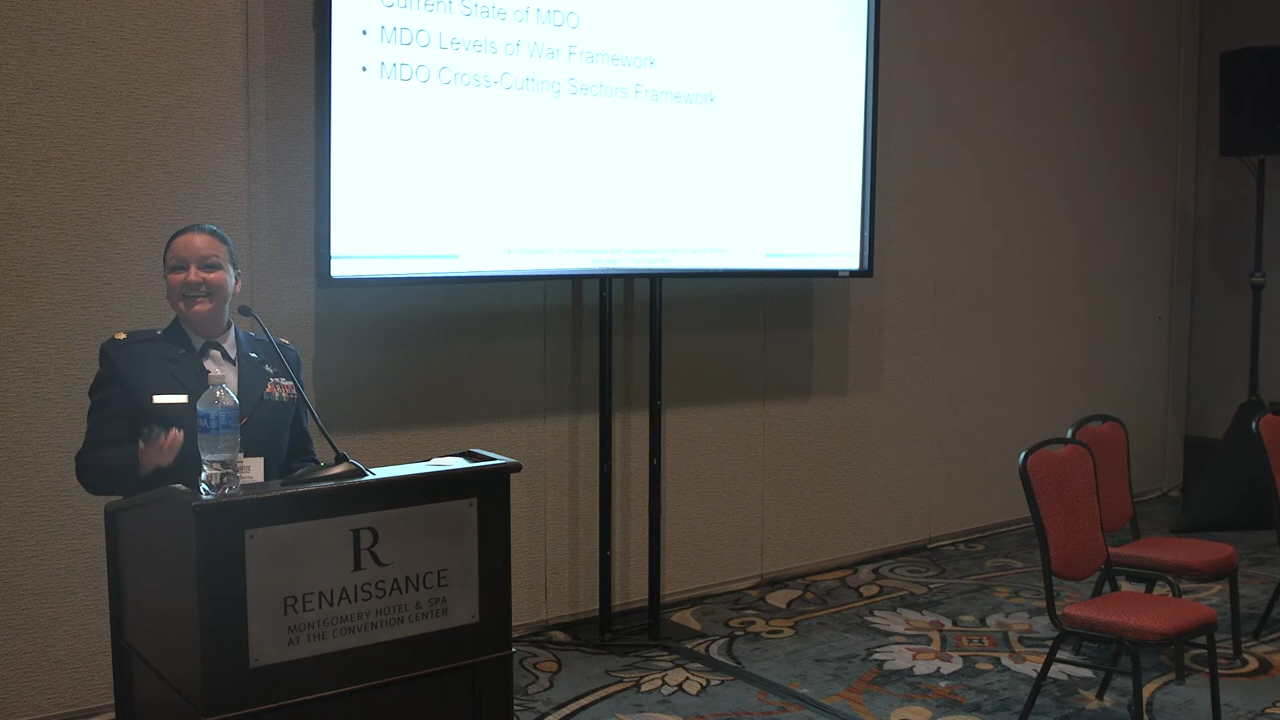 Current State of MDO
• MDO Levels of War Framework
• MDO Cross-Cutting Sectors Framework
R
RENAISSANCE
MONTGOMERY HOTEL & SPA
AT THE CONVENTION CENTER